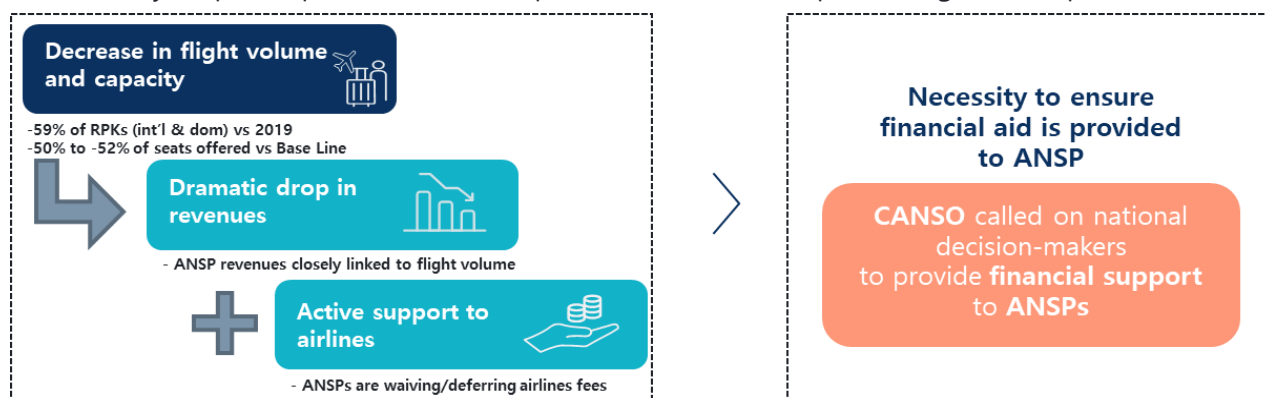 Decrease in flight volume
and capacity
-59% of RPKs (int'l & dom) vs 2019
-50% to -52% of seats offered vs Base Line
Dramatic drop in
revenues
- ANSP revenues closely linked to flight volume
Active support to
airlines
- ANSPs are waiving/deferring airlines fees
Necessity to ensure
financial aid is provided
to ANSP
CANSO called on national
decision-makers
to provide financial support
to ANSPs